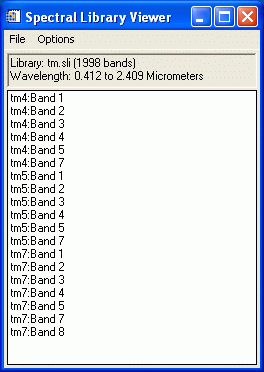 Spectral Library Viewer
File Options
Library: tm.sli (1998 bands)
Wavelength: 0.412 to 2.409 Micrometers
tm4:Band 1
tm4:Band 2
tm4:Band 3
tm4:Band 4
tm4:Band 5
tm4:Band 7
tm5:Band 1
tm5:Band 2
tm5:Band 3
tm5:Band 4
tm5:Band 5
tm5:Band 7
tm7:Band 1
tm7:Band 2
tm7:Band 3
tm7:Band 4
tm7:Band 5
tm7:Band 7
tm7:Band 8